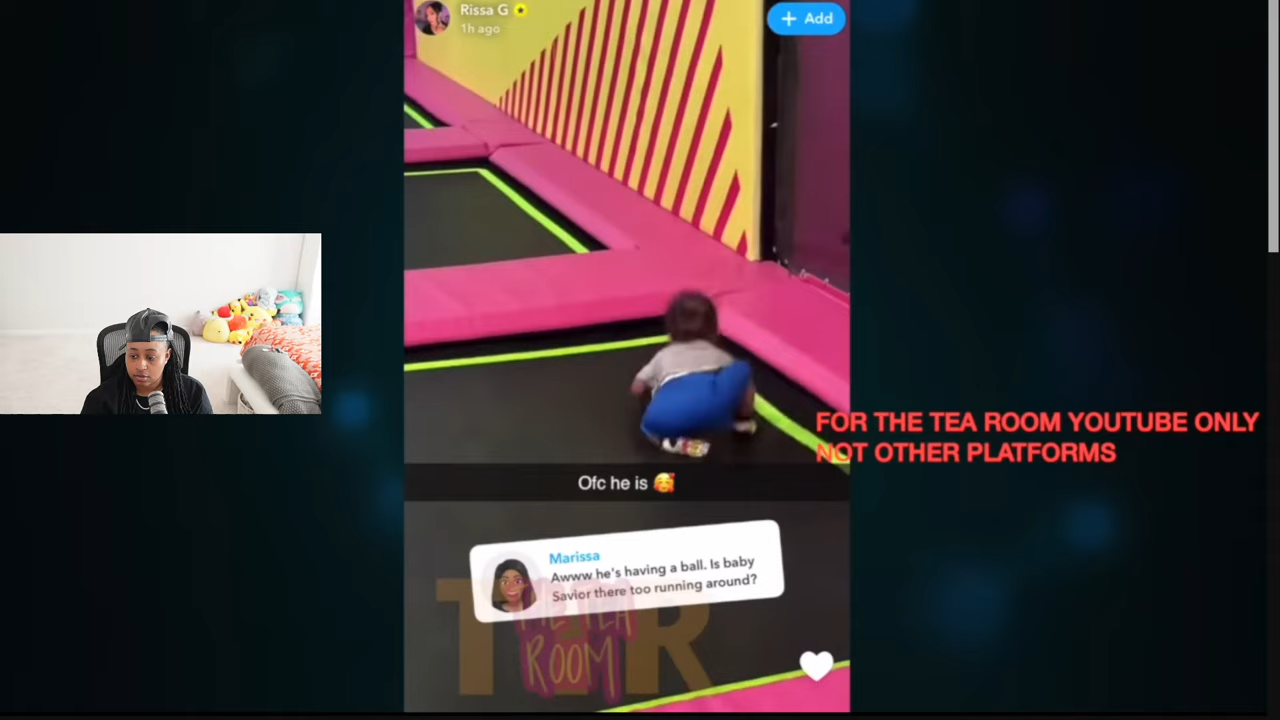 Rissa G
1h ago
+ Add
FOR THE TEA ROOM YOUTUBE ONLY
NOT OTHER PLATFORMS
Ofc he is 🥰
Marissa
Awww he's having a ball. Is baby
Savior there too running around?
T R
THE TEA
ROOM